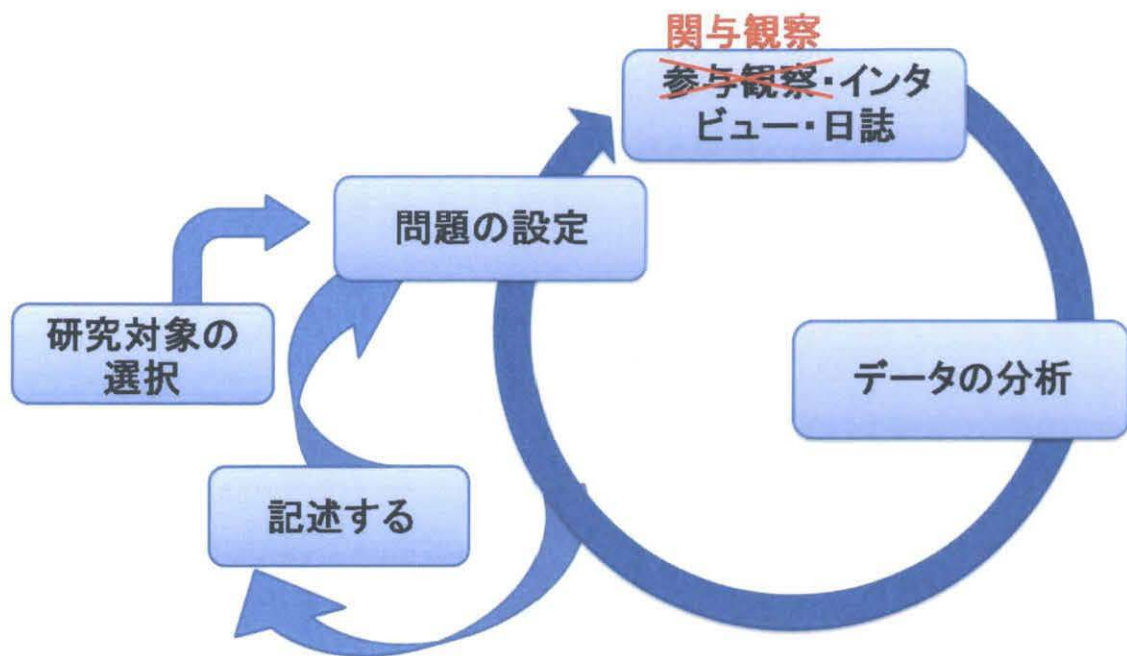 関与観察
参与観察・インタ
ビュー・日誌
問題の設定
研究対象の
選択
データの分析
記述する